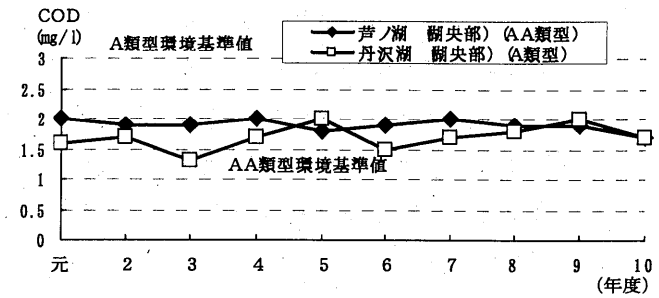 COD
(mg/l)
A類型環境基準値
芦ノ湖 湖央部) (AA類型)
丹沢湖 湖央部) (A類型)
3
2.5
2
1.5
1
0.5
0
AA類型環境基準値
元 2 3 4 5 6 7 8 9 10
(年度)